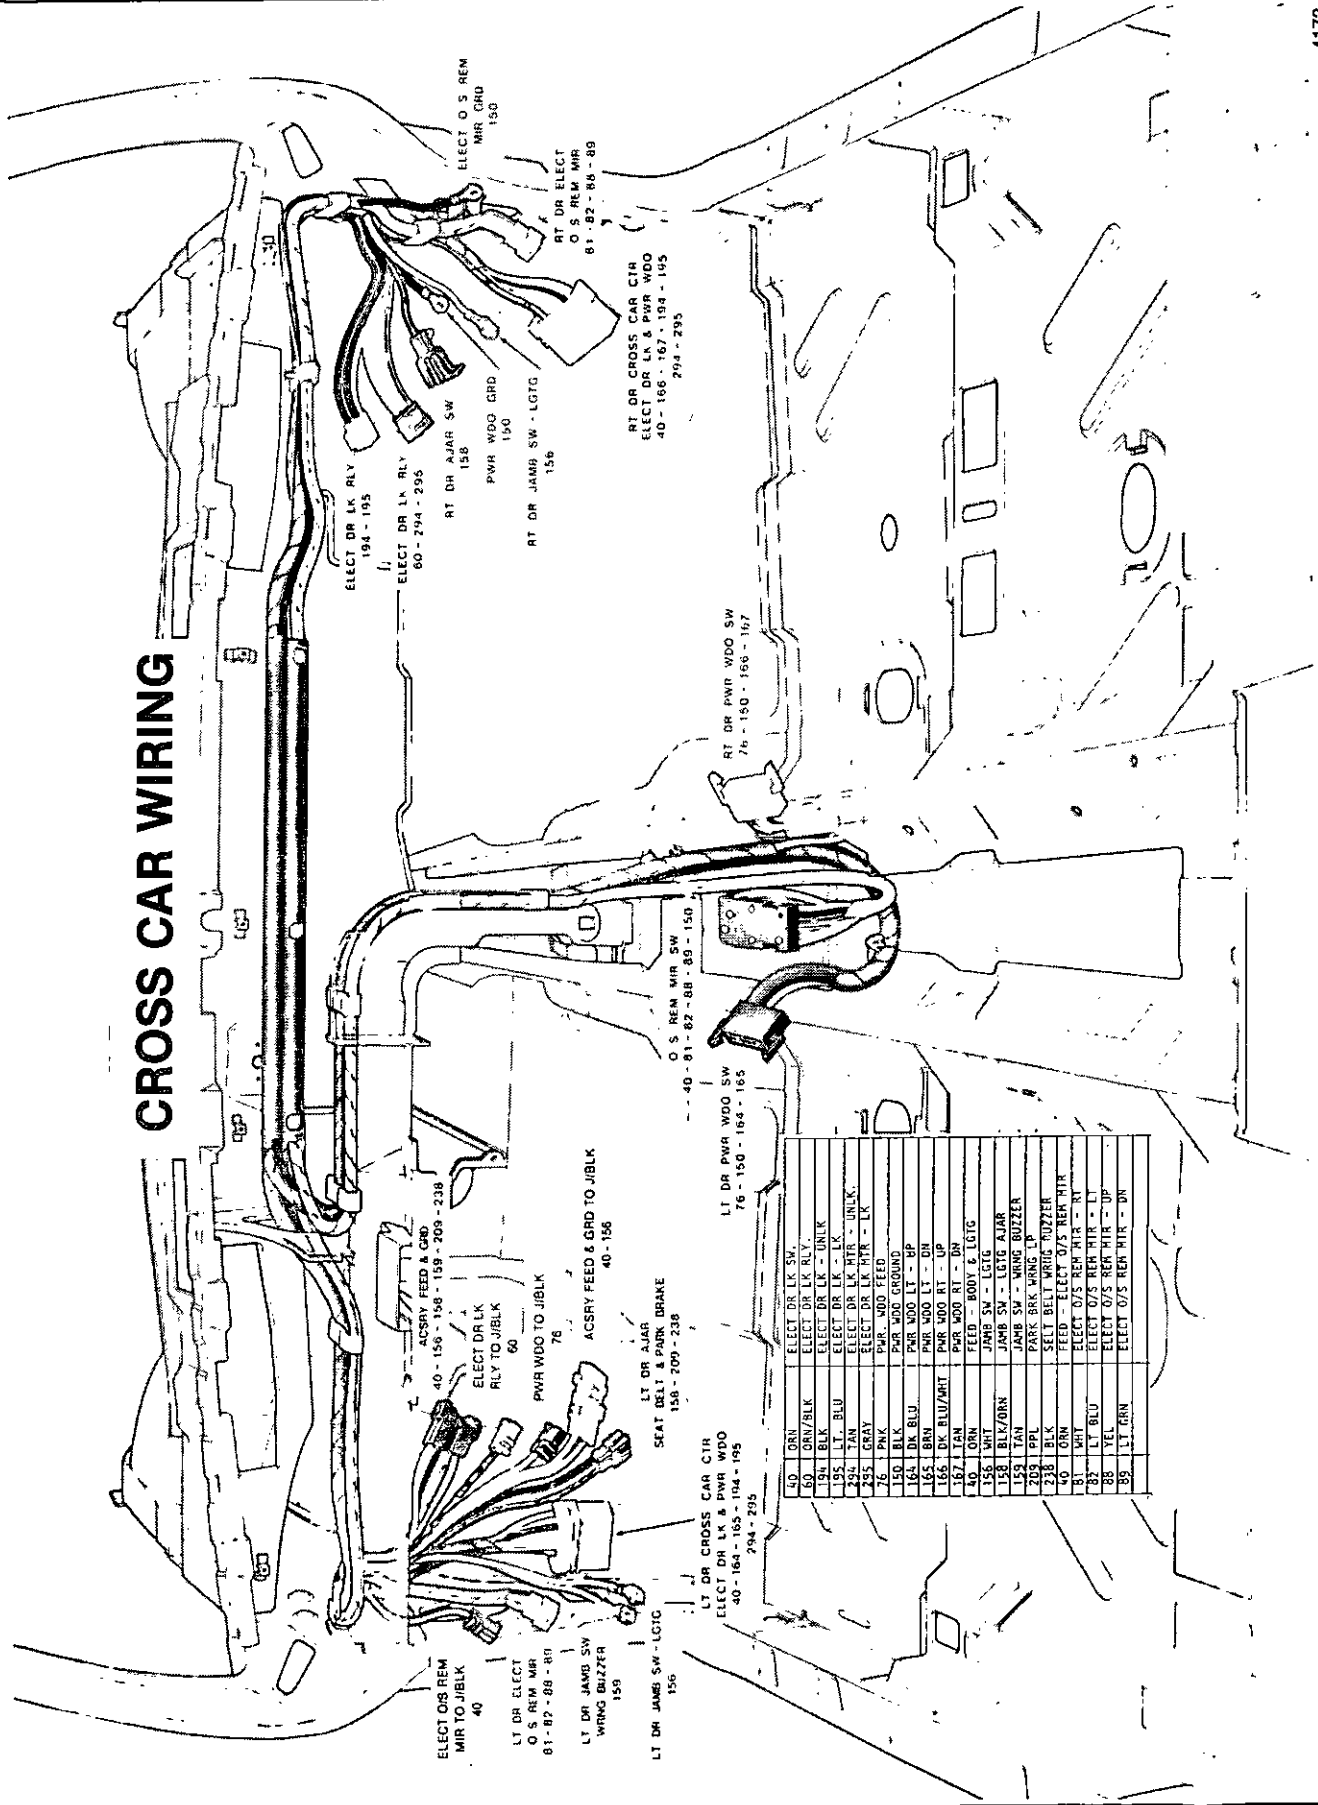 CROSS CAR WIRING
ELECT O/S REM
MIR TO J/BLK
40
LT DR ELECT
O S REM MIR
81 - 82 - 88 - 89
LT DR JAMB SW
WRNG BUZZER
159
LT DR JAMB SW - LGTG
156
LT DR CROSS CAR CTR
ELECT DR LK & PWR WDO
40 - 164 - 165 - 194 - 195
294 - 295
ACSRY FEED & GRD
40 - 156 - 158 - 159 - 209 - 238
ELECT DR LK
RLY TO J/BLK
60
PWR WDO TO J/BLK
76
ACSRY FEED & GRD TO J/BLK
40 - 156
LT DR AJAR
SEAT BELT & PARK BRAKE
158 - 209 - 238
O S REM MIR SW
40 - 81 - 82 - 88 - 89 - 150
LT DR PWR WDO SW
76 - 150 - 164 - 165
RT DR PWR WDO SW
76 - 150 - 166 - 167
ELECT DR LK RLY
194 - 195
ELECT DR LK RLY
60 - 294 - 295
RT DR AJAR SW
158
PWR WDO GRD
150
RT DR JAMB SW - LGTG
156
RT DR CROSS CAR CTR
ELECT DR LK & PWR WDO
40 - 166 - 167 - 194 - 195
294 - 295
RT DR ELECT
O S REM MIR
81 - 82 - 88 - 89
ELECT O S REM
MIR GRD
150
40 ORN ELECT DR LK SW.
60 ORN/BLK ELECT DR LK RLY.
194 BLK ELECT DR LK - UNLK
195 LT. BLU ELECT DR LK - LK
294 TAN ELECT DR LK MTR - UNLK.
295 GRAY ELECT DR LK MTR - LK
76 PNK PWR. WDO FEED
150 BLK PWR WDO GROUND
164 DK BLU PWR WDO LT - UP
165 BRN PWR WDO LT - DN
166 DK BLU/WHT PWR WDO RT - UP
167 TAN PWR WDO RT - DN
40 ORN FEED - BODY & LGTG
156 WHT JAMB SW - LGTG
158 BLK/ORN JAMB SW - LGTG AJAR
159 TAN JAMB SW - WRNG BUZZER
209 PPL PARK BRK WRNG LP
238 BLK SELT BELT WRING BUZZER
40 ORN FEED - ELECT O/S REM MIR
81 WHT ELECT O/S REM MIR - RT
82 LT BLU ELECT O/S REM MIR - LT
88 YEL ELECT O/S REM MIR - UP
89 LT GRN ELECT O/S REM MIR - DN